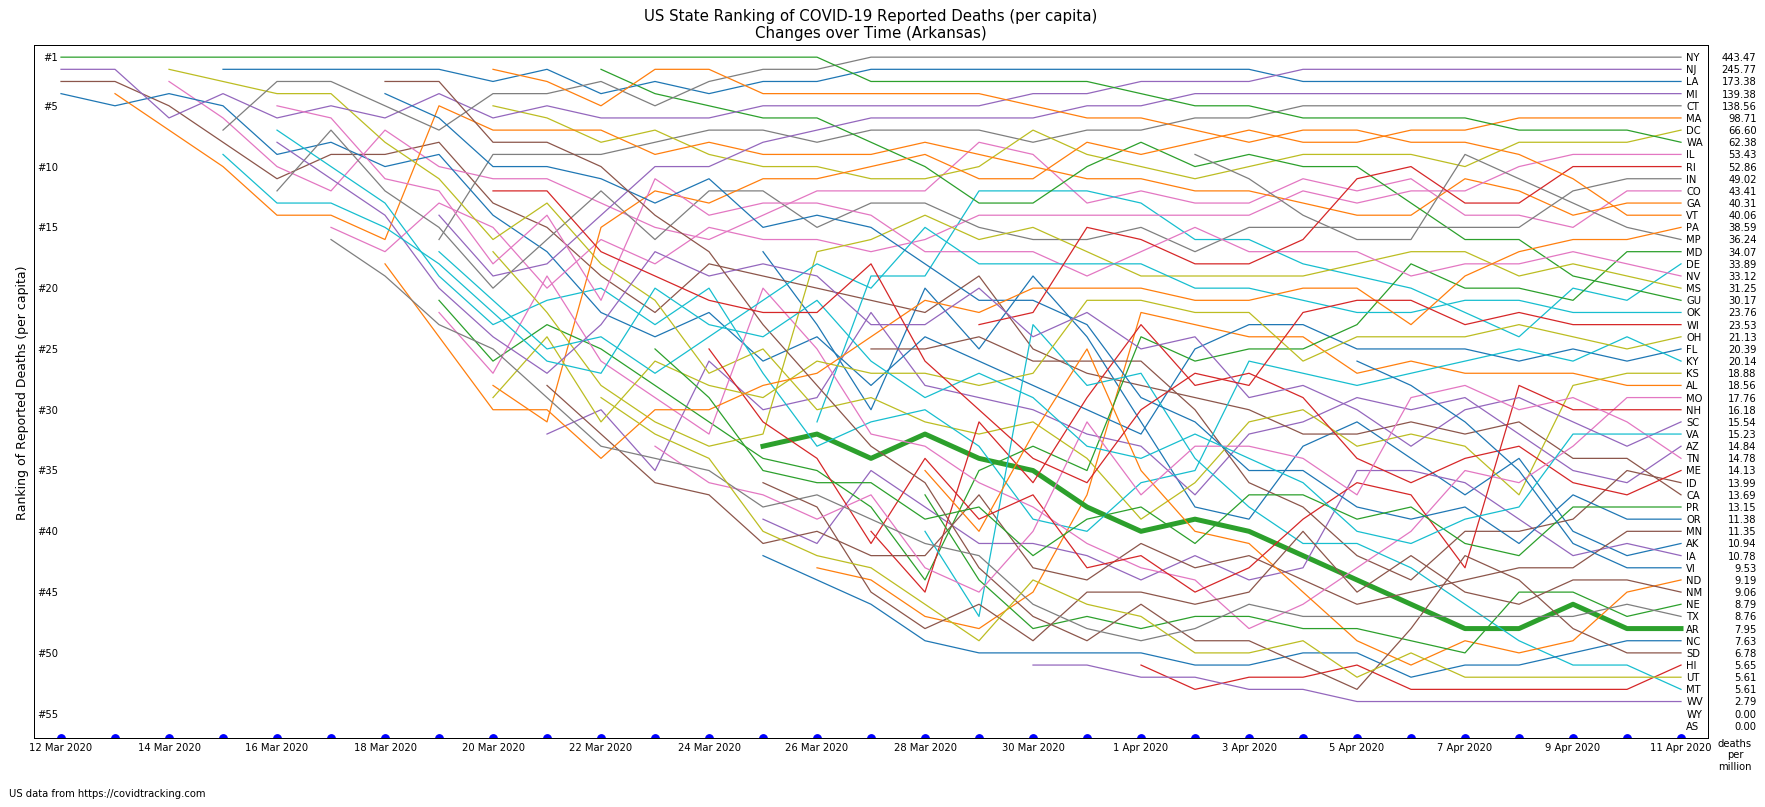 US State Ranking of COVID-19 Reported Deaths (per capita)
Changes over Time (Arkansas)
Ranking of Reported Deaths (per capita)
#1
#5
#10
#15
#20
#25
#30
#35
#40
#45
#50
#55
NY 443.47
NJ 245.77
LA 173.38
MI 139.38
CT 138.56
MA 98.71
DC 66.60
WA 62.38
IL 53.43
RI 52.86
IN 49.02
CO 43.41
GA 40.31
VT 40.06
PA 38.59
MP 36.24
MD 34.07
DE 33.89
NV 33.12
MS 31.25
GU 30.17
OK 23.76
WI 23.53
OH 21.13
FL 20.39
KY 20.14
KS 18.88
AL 18.56
MO 17.76
NH 16.18
SC 15.54
VA 15.23
AZ 14.84
TN 14.78
ME 14.13
ID 13.99
CA 13.69
PR 13.15
OR 11.38
MN 11.35
AK 10.94
IA 10.78
VI 9.53
ND 9.19
NM 9.06
NE 8.79
TX 8.76
AR 7.95
NC 7.63
SD 6.78
HI 5.65
UT 5.61
MT 5.61
WV 2.79
WY 0.00
AS 0.00
12 Mar 2020 14 Mar 2020 16 Mar 2020 18 Mar 2020 20 Mar 2020 22 Mar 2020 24 Mar 2020 26 Mar 2020 28 Mar 2020 30 Mar 2020 1 Apr 2020 3 Apr 2020 5 Apr 2020 7 Apr 2020 9 Apr 2020 11 Apr 2020
deaths
per
million
US data from https://covidtracking.com